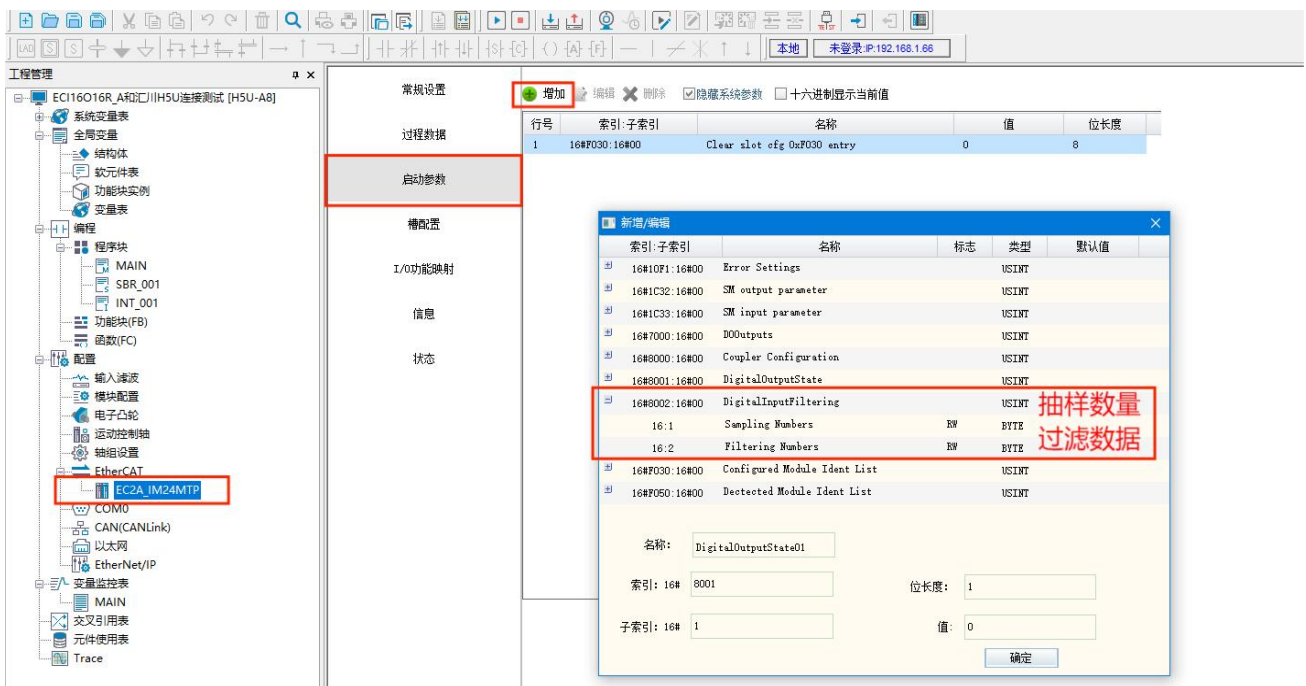 LAD
本地 未登录:IP:192.168.1.66
工程管理
ECI16O16R_A和汇川H5U连接测试 [H5U-A8]
系统变量表
全局变量
结构体
软元件表
功能块实例
变量表
编程
程序块
MAIN
SBR_001
INT_001
功能块(FB)
函数(FC)
配置
输入滤波
模块配置
电子凸轮
运动控制轴
轴组设置
EtherCAT
EC2A_IM24MTP
COM0
CAN(CANLink)
以太网
EtherNet/IP
变量监控表
MAIN
交叉引用表
元件使用表
Trace
常规设置
过程数据
启动参数
槽配置
I/O功能映射
信息
状态
增加 编辑 删除 隐藏系统参数 十六进制显示当前值
行号 索引:子索引 名称 值 位长度
1 16#F030:16#00 Clear slot cfg 0xF030 entry 0 8
新增/编辑
索引:子索引 名称 标志 类型 默认值
16#10F1:16#00 Error Settings USINT
16#1C32:16#00 SM output parameter USINT
16#1C33:16#00 SM input parameter USINT
16#7000:16#00 DOOutputs USINT
16#8000:16#00 Coupler Configuration USINT
16#8001:16#00 DigitalOutputState USINT
16#8002:16#00 DigitalInputFiltering USINT 抽样数量
16:1 Sampling Numbers RW BYTE
16:2 Filtering Numbers RW BYTE 过滤数据
16#F030:16#00 Configured Module Ident List USINT
16#F050:16#00 Dectected Module Ident List USINT
名称: DigitalOutputState01
索引: 16# 8001 位长度: 1
子索引: 16# 1 值: 0
确定